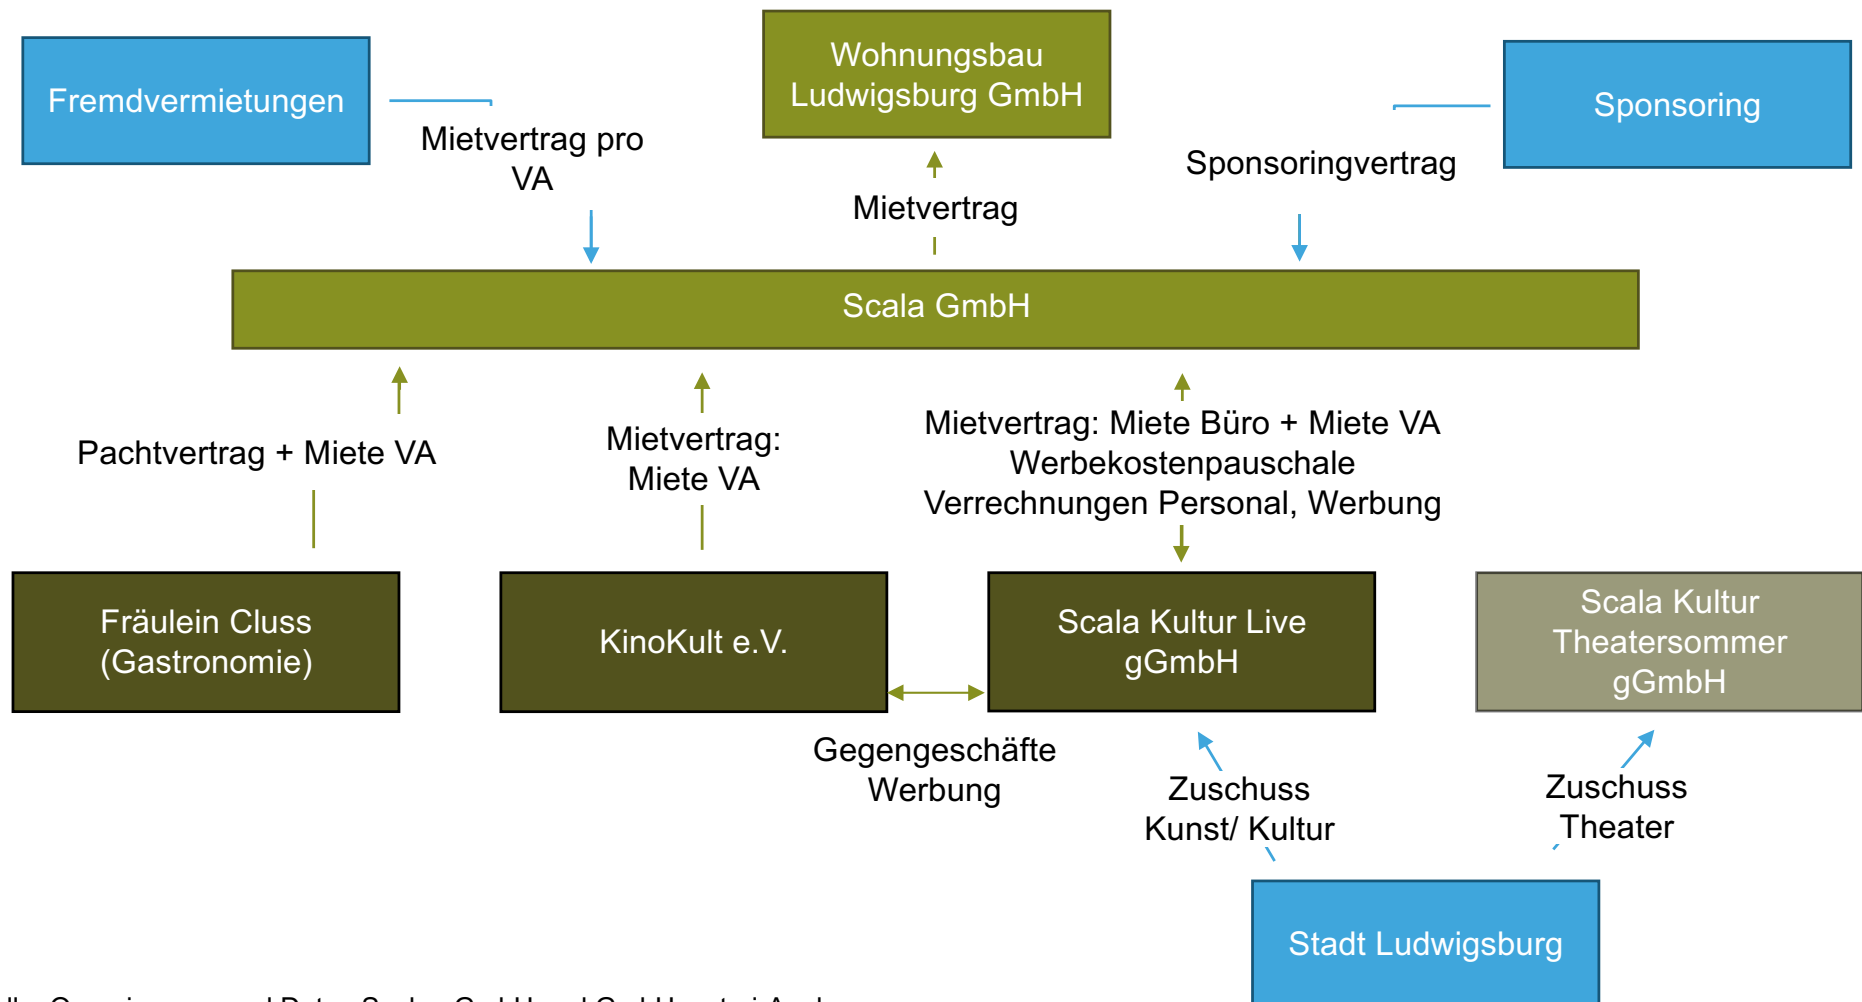 Fremdvermietungen
Wohnungsbau
Ludwigsburg GmbH
Sponsoring
Mietvertrag pro
VA
Mietvertrag
Sponsoringvertrag
Scala GmbH
Pachtvertrag + Miete VA
Mietvertrag:
Miete VA
Mietvertrag: Miete Büro + Miete VA
Werbekostenpauschale
Verrechnungen Personal, Werbung
Fräulein Cluss
(Gastronomie)
KinoKult e.V.
Scala Kultur Live
gGmbH
Scala Kultur
Theatersommer
gGmbH
Gegengeschäfte
Werbung
Zuschuss
Kunst/ Kultur
Zuschuss
Theater
Stadt Ludwigsburg